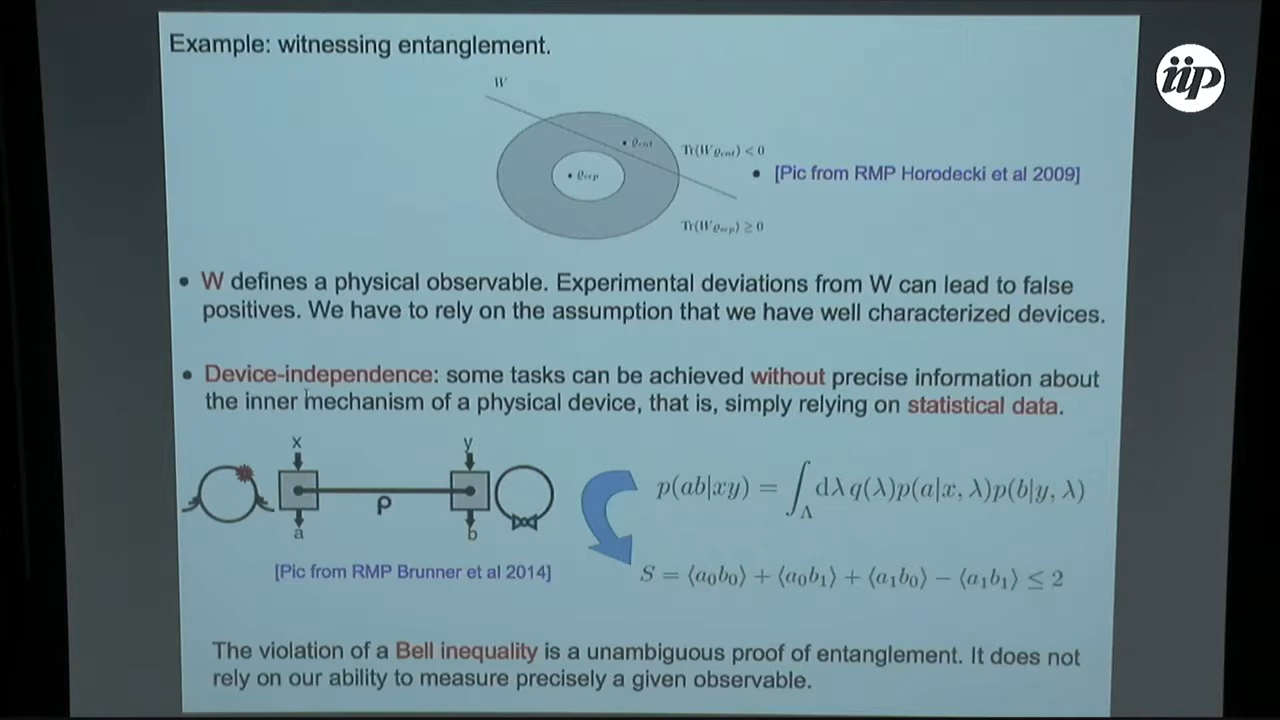 Example: witnessing entanglement.
iip
W
ϱent
Tr(Wϱent) < 0
ϱsep
• [Pic from RMP Horodecki et al 2009]
Tr(Wϱsep) ≥ 0
• W defines a physical observable. Experimental deviations from W can lead to false
positives. We have to rely on the assumption that we have well characterized devices.
• Device-independence: some tasks can be achieved without precise information about
the inner mechanism of a physical device, that is, simply relying on statistical data.
x y
ρ
a b
p(ab|xy) = ∫Λ dλ q(λ)p(a|x, λ)p(b|y, λ)
[Pic from RMP Brunner et al 2014]
S = ⟨a0b0⟩ + ⟨a0b1⟩ + ⟨a1b0⟩ − ⟨a1b1⟩ ≤ 2
The violation of a Bell inequality is a unambiguous proof of entanglement. It does not
rely on our ability to measure precisely a given observable.